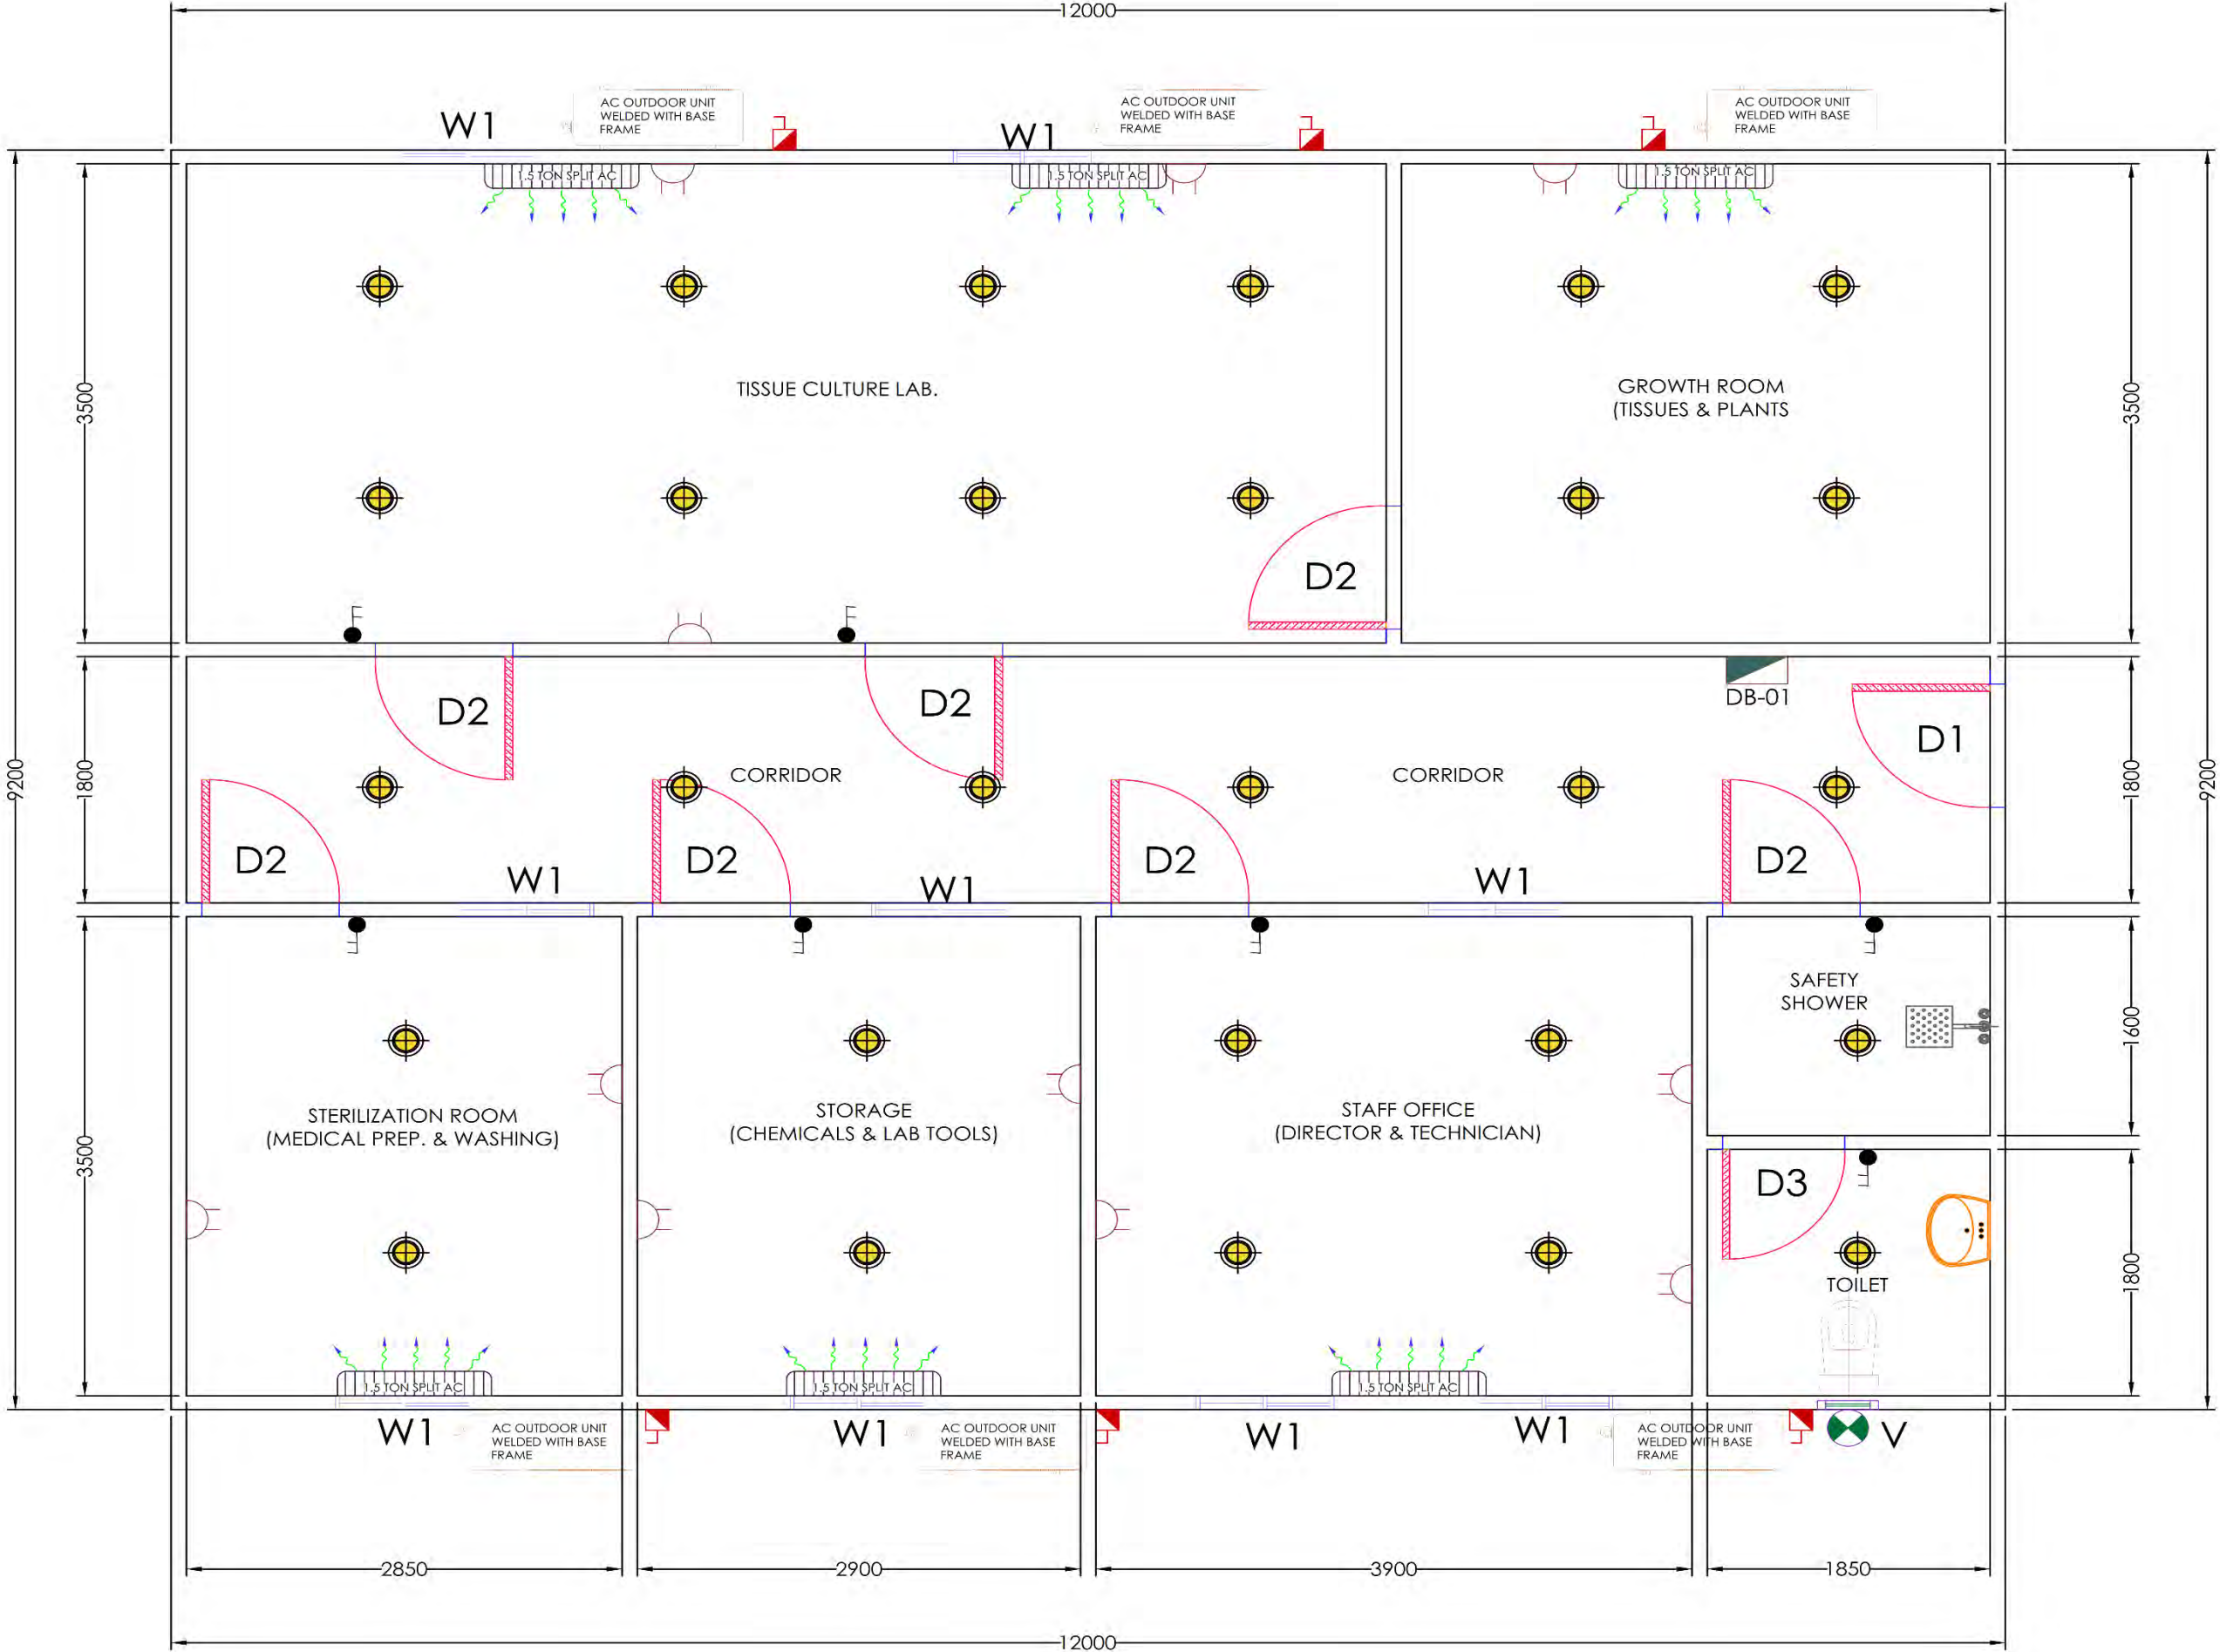 12000
W1
AC OUTDOOR UNIT
WELDED WITH BASE
FRAME
W1
AC OUTDOOR UNIT
WELDED WITH BASE
FRAME
AC OUTDOOR UNIT
WELDED WITH BASE
FRAME
1.5 TON SPLIT AC
1.5 TON SPLIT AC
1.5 TON SPLIT AC
3500
TISSUE CULTURE LAB.
GROWTH ROOM
(TISSUES & PLANTS
3500
D2
9200
1800
D2
D2
DB-01
D1
CORRIDOR
CORRIDOR
1800
9200
D2
W1
D2
W1
D2
W1
D2
3500
STERILIZATION ROOM
(MEDICAL PREP. & WASHING)
STORAGE
(CHEMICALS & LAB TOOLS)
STAFF OFFICE
(DIRECTOR & TECHNICIAN)
SAFETY
SHOWER
1600
D3
TOILET
1800
1.5 TON SPLIT AC
1.5 TON SPLIT AC
1.5 TON SPLIT AC
W1
AC OUTDOOR UNIT
WELDED WITH BASE
FRAME
W1
AC OUTDOOR UNIT
WELDED WITH BASE
FRAME
W1
W1
AC OUTDOOR UNIT
WELDED WITH BASE
FRAME
V
2850
2900
3900
1850
12000